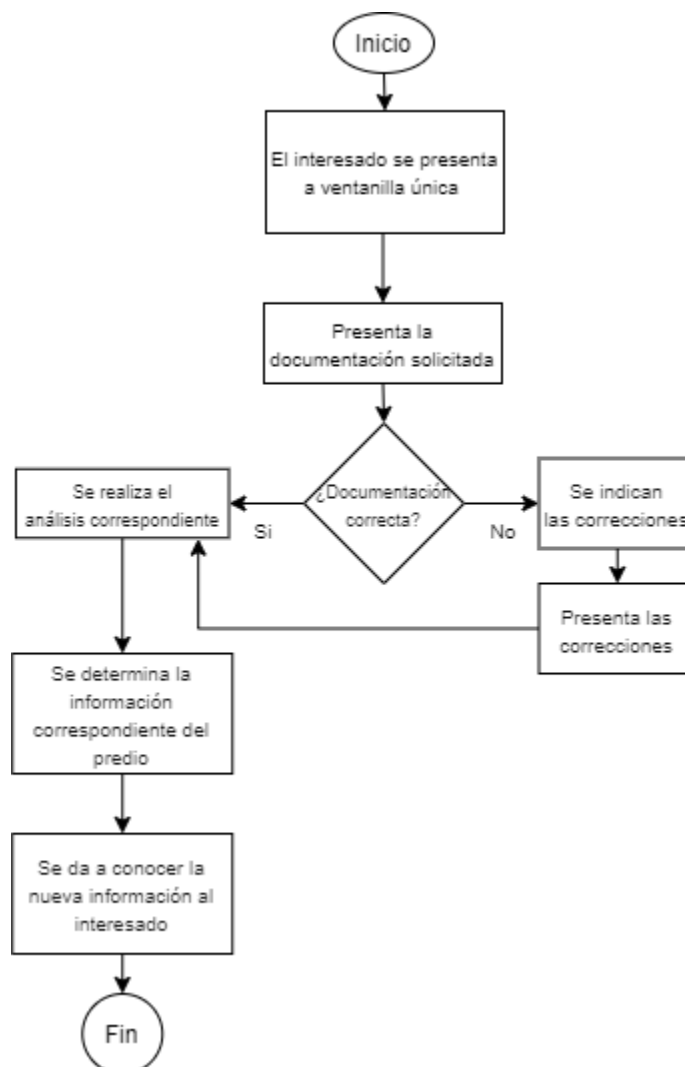 Inicio
El interesado se presenta
a ventanilla única
Presenta la
documentación solicitada
¿Documentación
correcta?
Si
No
Se realiza el
análisis correspondiente
Se indican
las correcciones
Presenta las
correcciones
Se determina la
información
correspondiente del
predio
Se da a conocer la
nueva información al
interesado
Fin